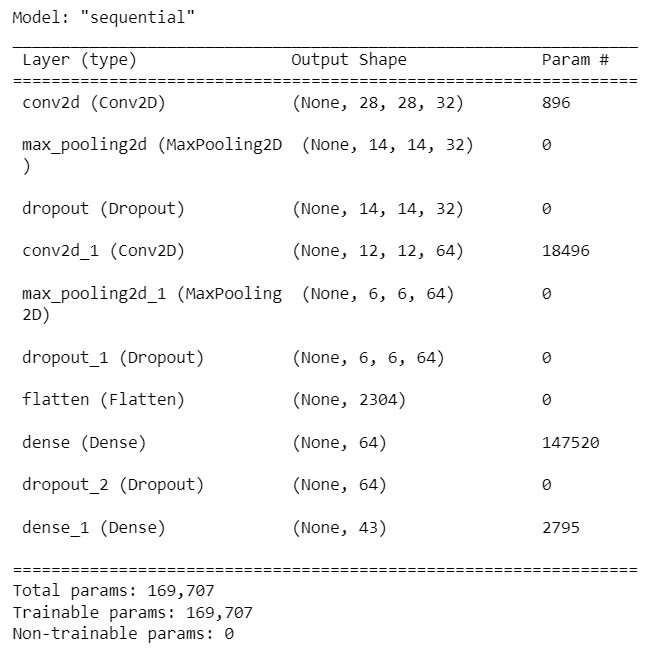 Model: "sequential"
Layer (type) Output Shape Param #
conv2d (Conv2D) (None, 28, 28, 32) 896
max_pooling2d (MaxPooling2D (None, 14, 14, 32) 0
)
dropout (Dropout) (None, 14, 14, 32) 0
conv2d_1 (Conv2D) (None, 12, 12, 64) 18496
max_pooling2d_1 (MaxPooling (None, 6, 6, 64) 0
2D)
dropout_1 (Dropout) (None, 6, 6, 64) 0
flatten (Flatten) (None, 2304) 0
dense (Dense) (None, 64) 147520
dropout_2 (Dropout) (None, 64) 0
dense_1 (Dense) (None, 43) 2795
Total params: 169,707
Trainable params: 169,707
Non-trainable params: 0